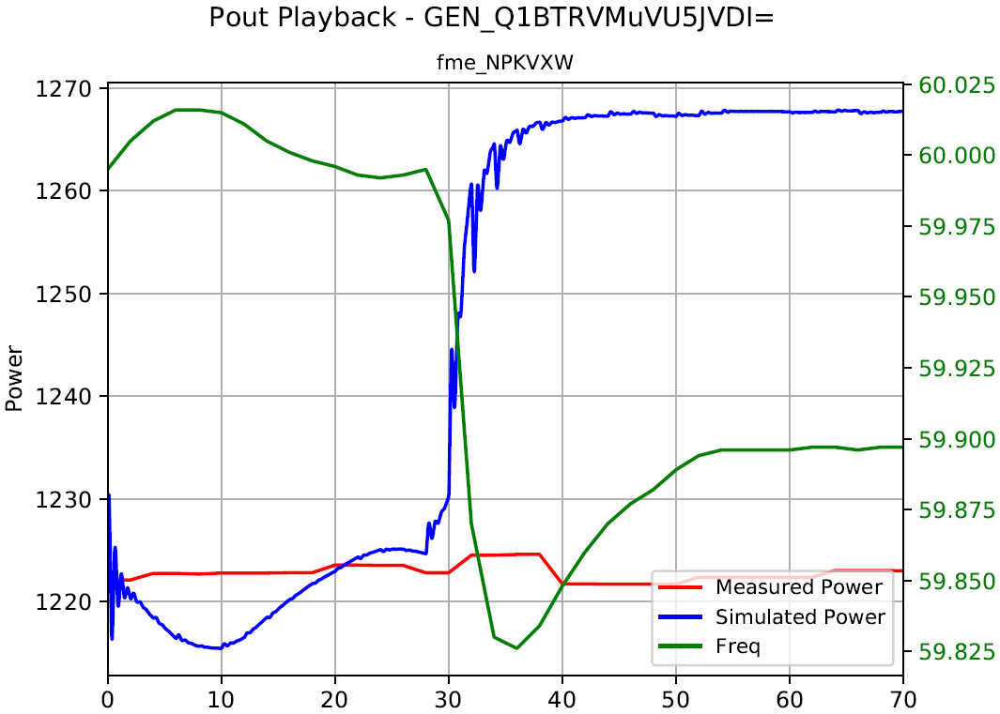 Pout Playback - GEN_Q1BTRVMuVU5JVDI=
fme_NPKVXW
Power
1270
1260
1250
1240
1230
1220
60.025
60.000
59.975
59.950
59.925
59.900
59.875
59.850
59.825
Measured Power
Simulated Power
Freq
0 10 20 30 40 50 60 70